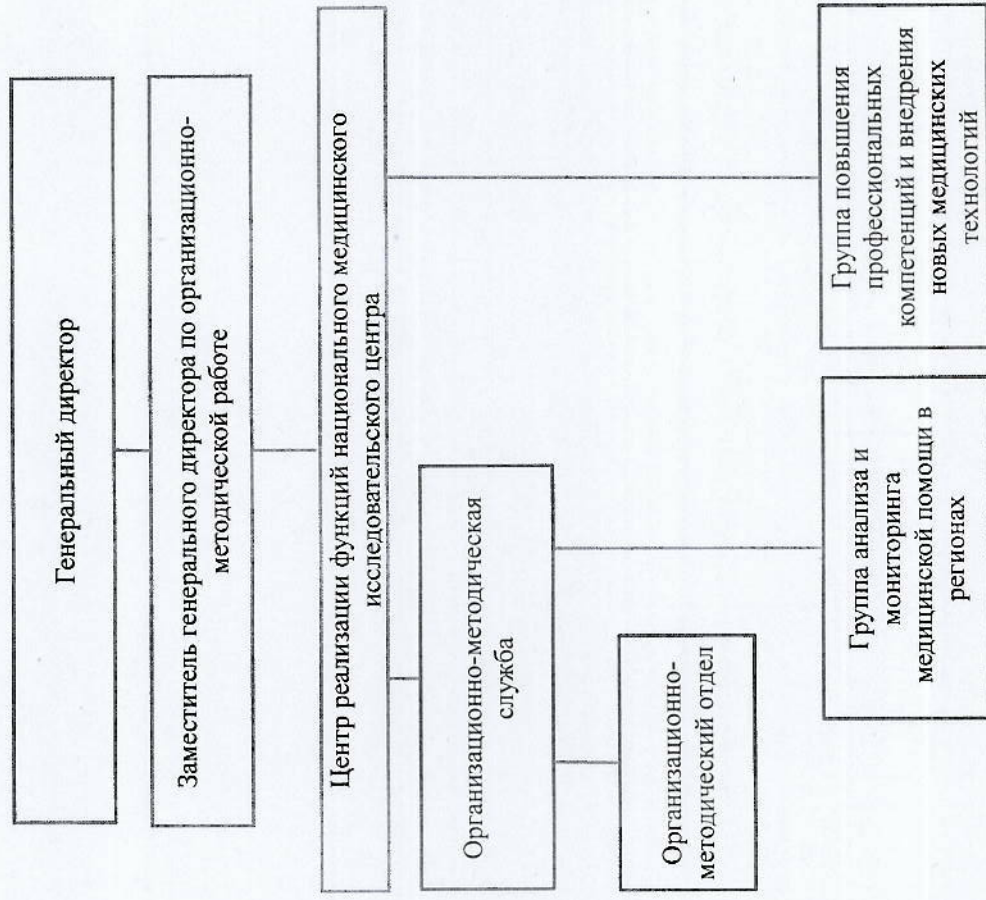 Генеральный директор
Заместитель генерального директора по организационно-
методической работе
Центр реализации функций национального медицинского
исследовательского центра
Организационно-методическая
служба
Организационно-
методический отдел
Группа анализа и
мониторинга
медицинской помощи в
регионах
Группа повышения
профессиональных
компетенций и внедрения
новых медицинских
технологий